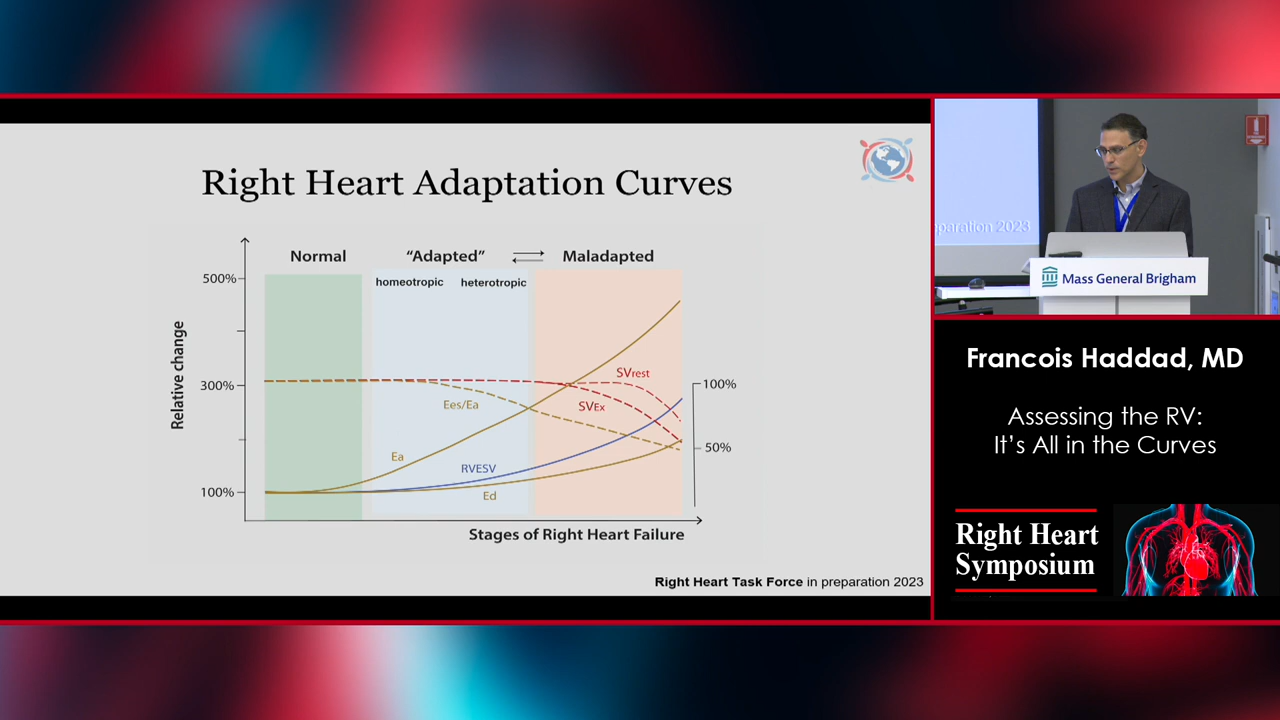 Right Heart Adaptation Curves
Normal
“Adapted”
Maladapted
homeotropic
heterotropic
500%
300%
100%
Relative change
SVrest
100%
Ees/Ea
SVEx
50%
Ea
RVESV
Ed
Stages of Right Heart Failure
Right Heart Task Force in preparation 2023
paration 2023
Mass General Brigham
Francois Haddad, MD
Assessing the RV:
It’s All in the Curves
Right Heart
Symposium